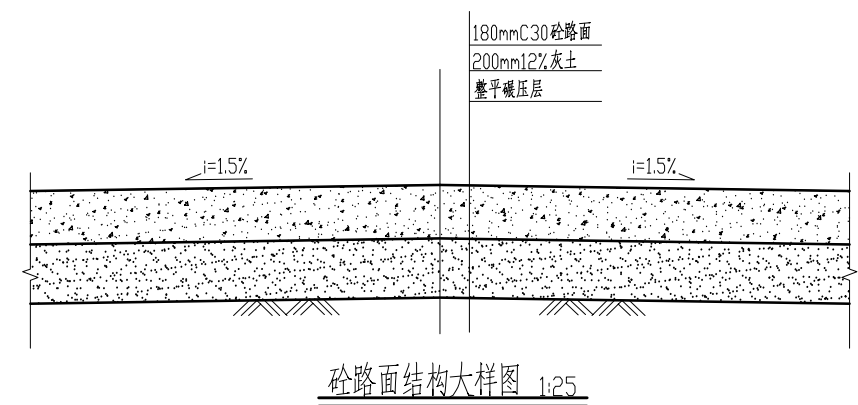 180mmC30砼路面
200mm12%灰土
整平碾压层
i=1.5%
i=1.5%
砼路面结构大样图 1:25